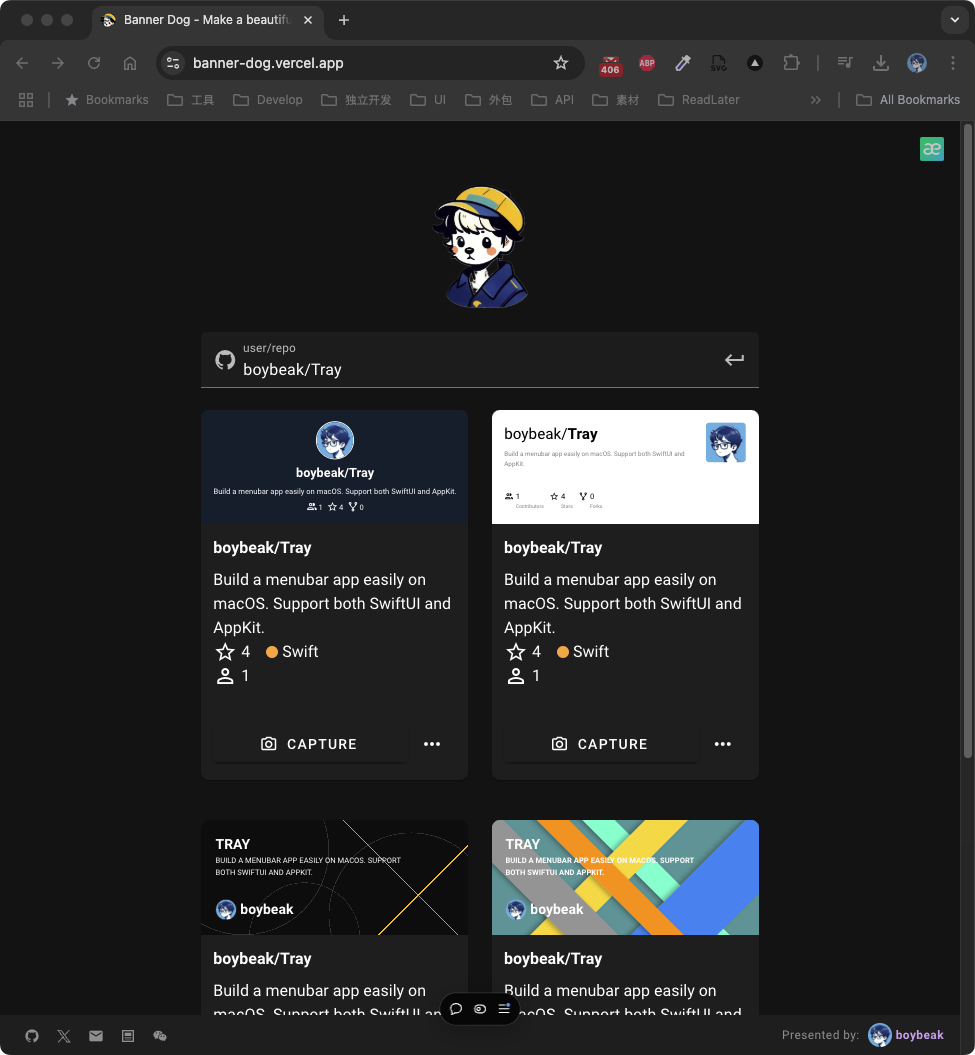 Banner Dog - Make a beautifu
banner-dog.vercel.app
406
ABP
SVG
Bookmarks
工具
Develop
独立开发
UI
外包
API
素材
ReadLater
All Bookmarks
æ
user/repo
boybeak/Tray
boybeak/Tray
Build a menubar app easily on macOS. Support both SwiftUI and AppKit.
1 4 0
boybeak/Tray
Build a menubar app easily on
macOS. Support both SwiftUI and
AppKit.
4 Swift
1
CAPTURE
boybeak/Tray
Build a menubar app easily on macOS. Support both SwiftUI and
AppKit.
1 4 0
Contributors Stars Forks
boybeak/Tray
Build a menubar app easily on
macOS. Support both SwiftUI and
AppKit.
4 Swift
1
CAPTURE
TRAY
BUILD A MENUBAR APP EASILY ON MACOS. SUPPORT
BOTH SWIFTUI AND APPKIT.
boybeak
boybeak/Tray
Build a menubar app easily on
macOS. Support both SwiftUI and
TRAY
BUILD A MENUBAR APP EASILY ON MACOS. SUPPORT
BOTH SWIFTUI AND APPKIT.
boybeak
boybeak/Tray
Build a menubar app easily on
macOS. Support both SwiftUI and
Presented by: boybeak